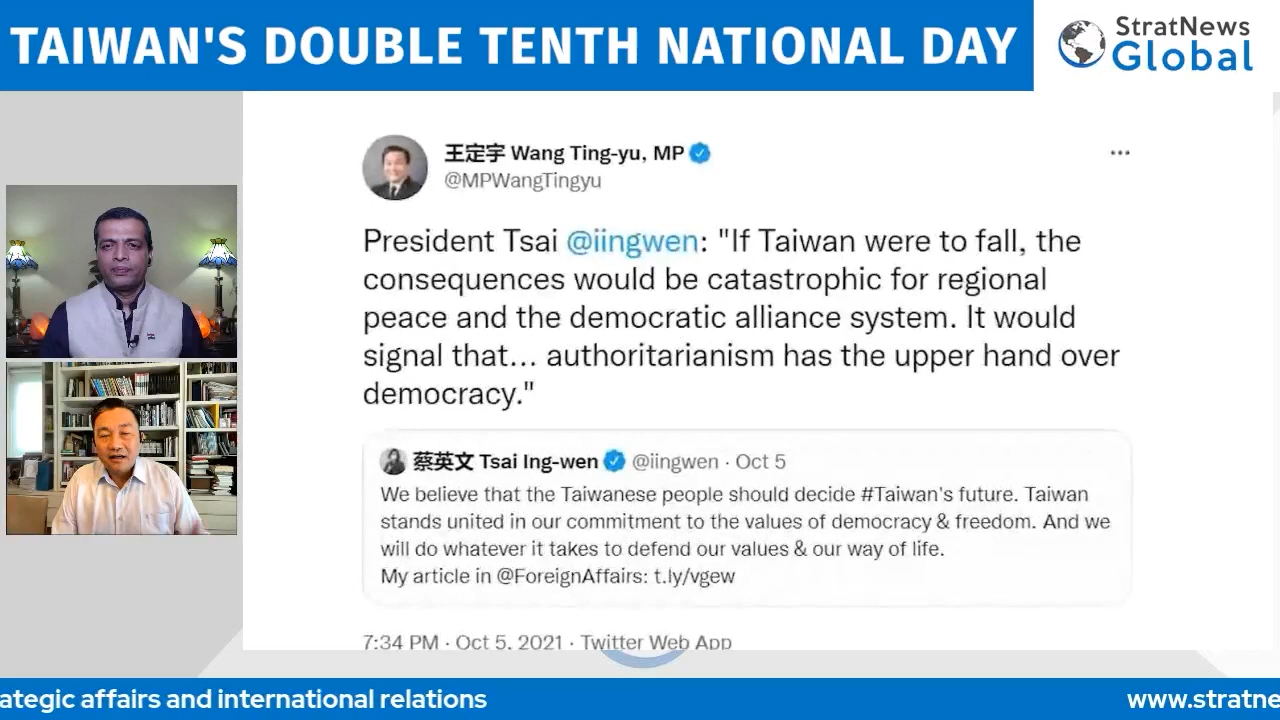 TAIWAN'S DOUBLE TENTH NATIONAL DAY
StratNews
Global
王定宇 Wang Ting-yu, MP
@MPWangTingyu
President Tsai @iingwen: "If Taiwan were to fall, the
consequences would be catastrophic for regional
peace and the democratic alliance system. It would
signal that... authoritarianism has the upper hand over
democracy."
蔡英文 Tsai Ing-wen @iingwen · Oct 5
We believe that the Taiwanese people should decide #Taiwan's future. Taiwan
stands united in our commitment to the values of democracy & freedom. And we
will do whatever it takes to defend our values & our way of life.
My article in @ForeignAffairs: t.ly/vgew
7:34 PM · Oct 5, 2021 · Twitter Web App
ategic affairs and international relations
www.stratne